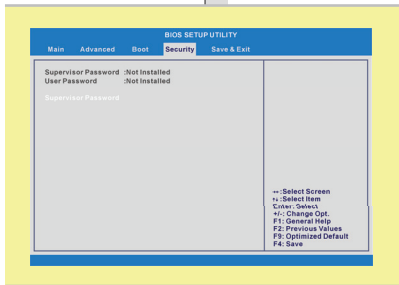 BIOS SETUP UTILITY
Main Advanced Boot Security Save & Exit
Supervisor Password :Not Installed
User Password :Not Installed
Supervisor Password
↔:Select Screen
↑↓:Select Item
Enter: Select
+/-: Change Opt.
F1: General Help
F2: Previous Values
F9: Optimized Default
F4: Save